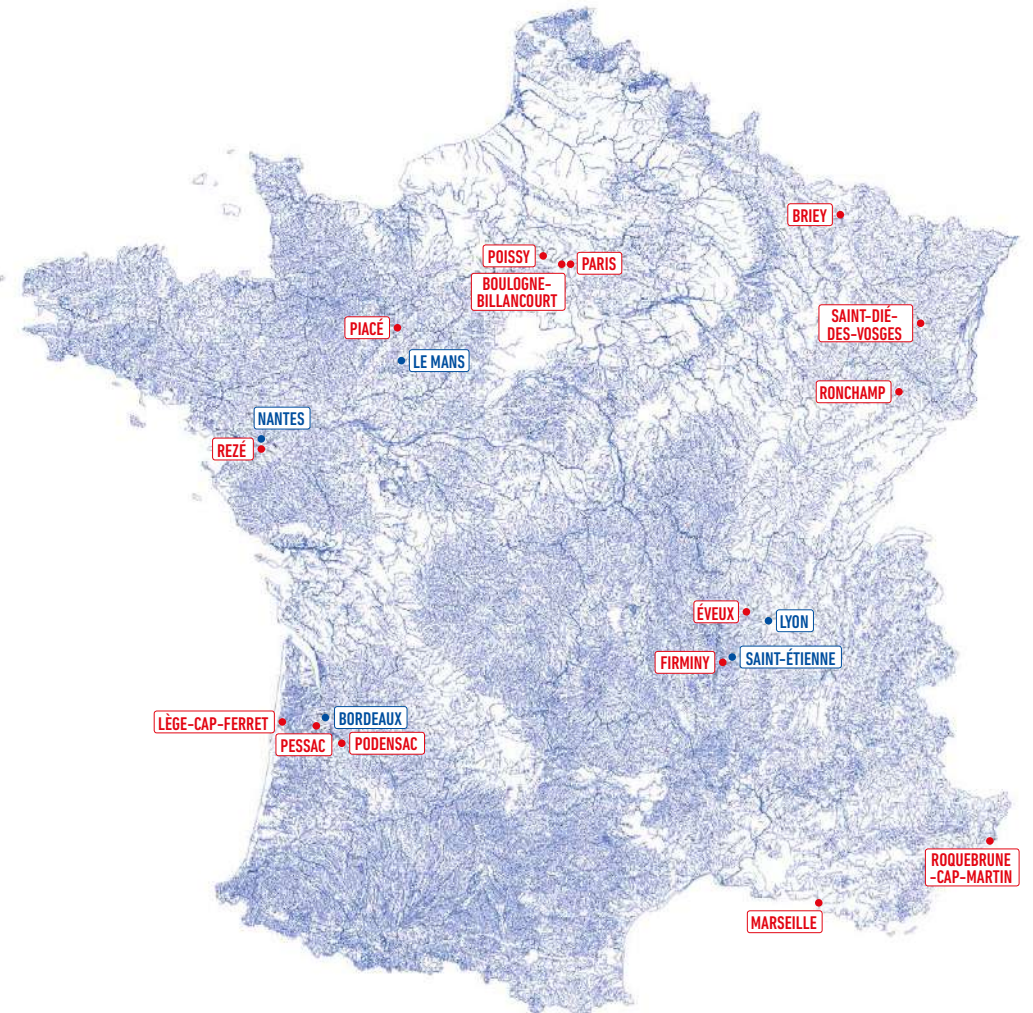 BRIEY
POISSY
PARIS
BOULOGNE-
BILLANCOURT
SAINT-DIÉ-
DES-VOSGES
PIACÉ
LE MANS
RONCHAMP
NANTES
REZÉ
ÉVEUX
LYON
SAINT-ÉTIENNE
FIRMINY
LÈGE-CAP-FERRET
BORDEAUX
PESSAC
PODENSAC
ROQUEBRUNE
-CAP-MARTIN
MARSEILLE